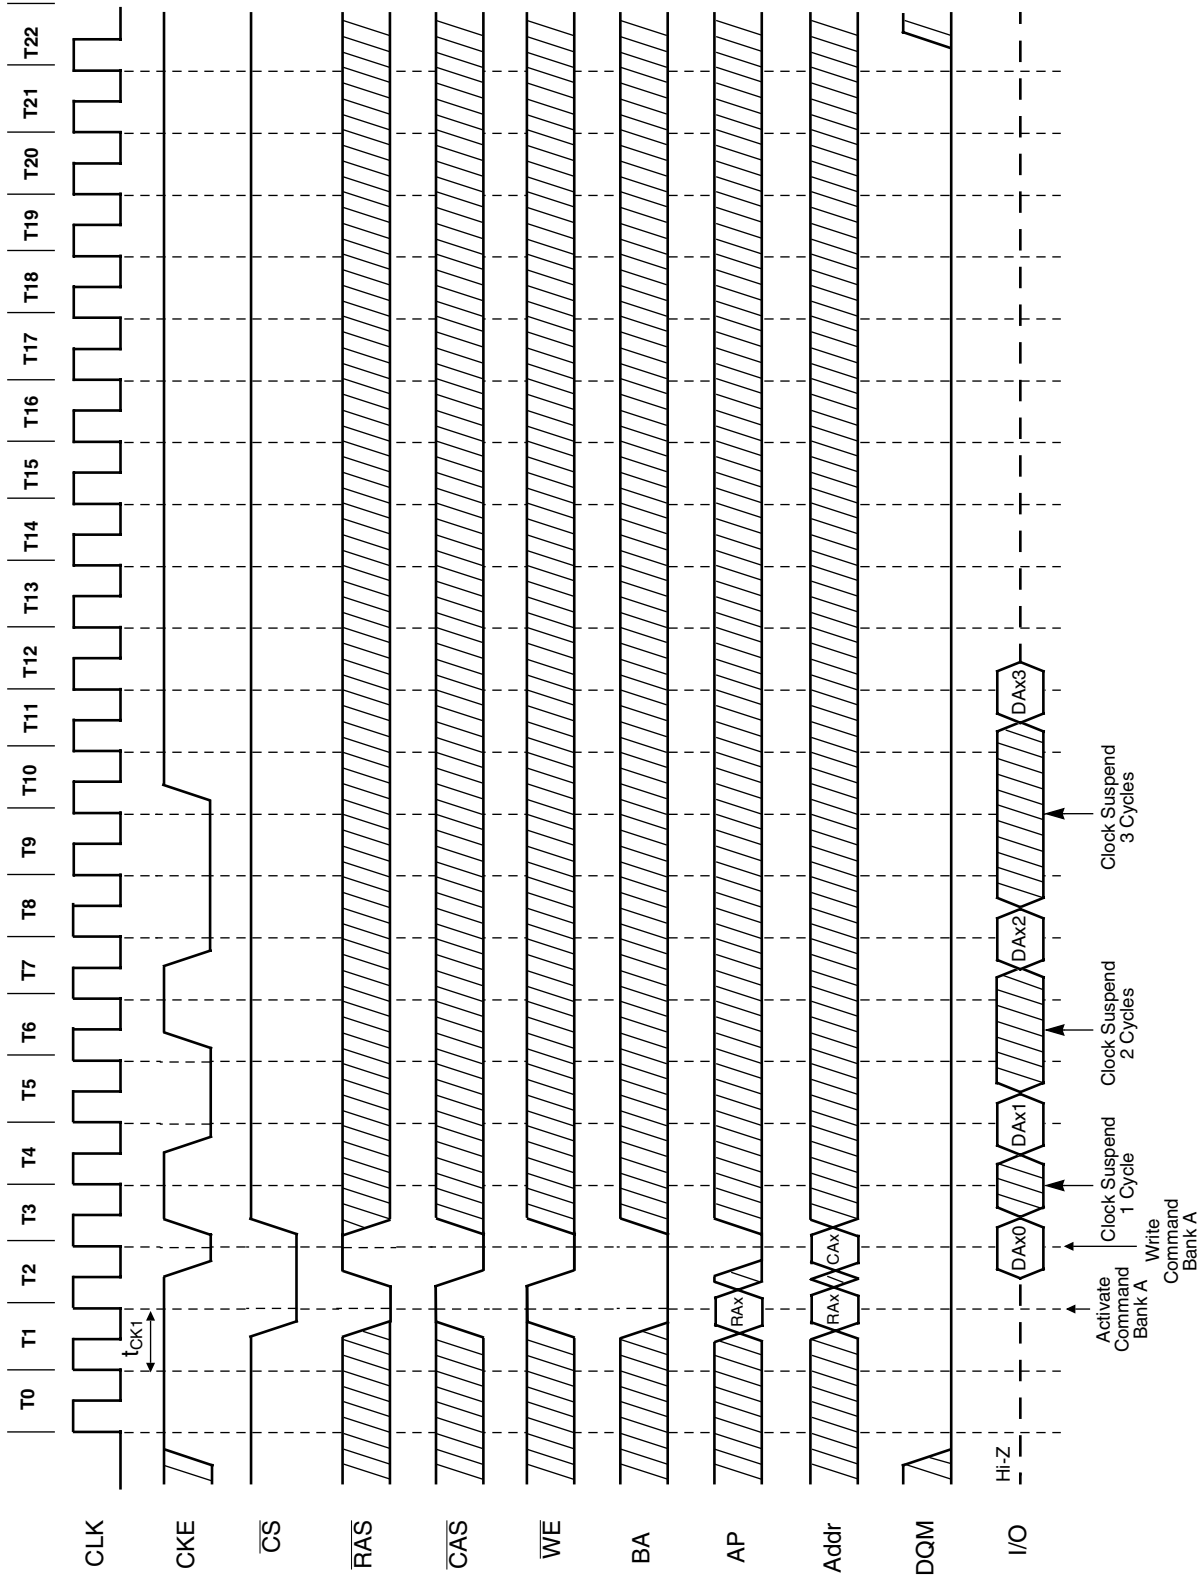 T0 T1 T2 T3 T4 T5 T6 T7 T8 T9 T10 T11 T12 T13 T14 T15 T16 T17 T18 T19 T20 T21 T22
CLK
tCK1
CKE
CS
RAS
CAS
WE
BA
AP
RAx
Addr
RAx CAx
DQM
I/O
Hi-Z
DAx0 DAx1 DAx2 DAx3
Activate
Command
Bank A
Write
Command
Bank A
Clock Suspend
1 Cycle
Clock Suspend
2 Cycles
Clock Suspend
3 Cycles